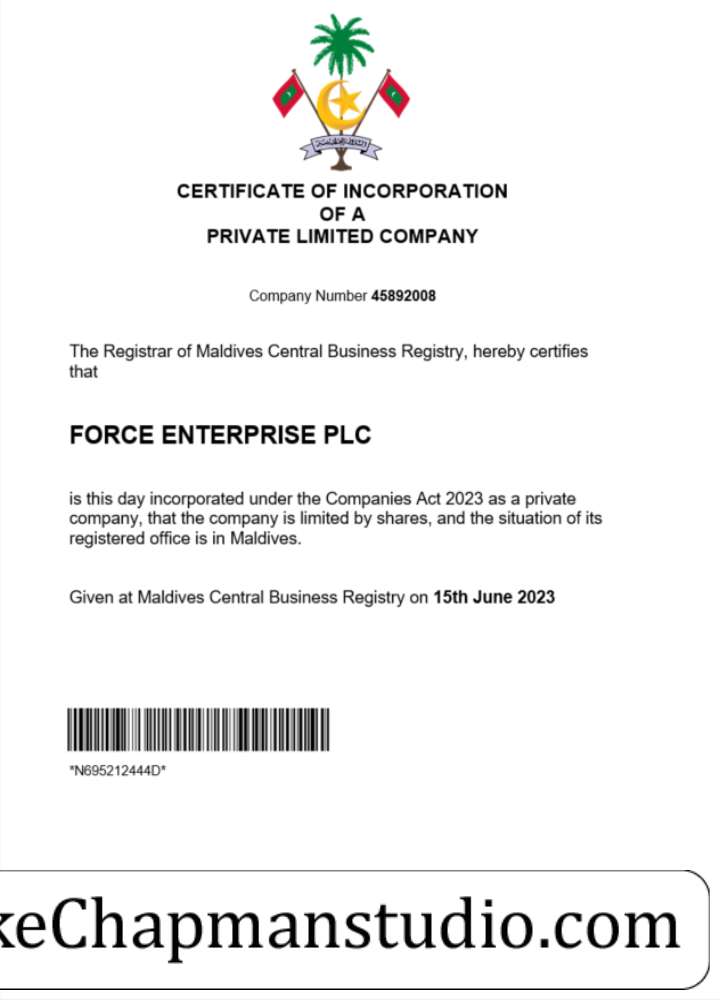 CERTIFICATE OF INCORPORATION
OF A
PRIVATE LIMITED COMPANY
Company Number 45892008
The Registrar of Maldives Central Business Registry, hereby certifies
that
FORCE ENTERPRISE PLC
is this day incorporated under the Companies Act 2023 as a private
company, that the company is limited by shares, and the situation of its
registered office is in Maldives.
Given at Maldives Central Business Registry on 15th June 2023
*N695212444D*
keChapmanstudio.com